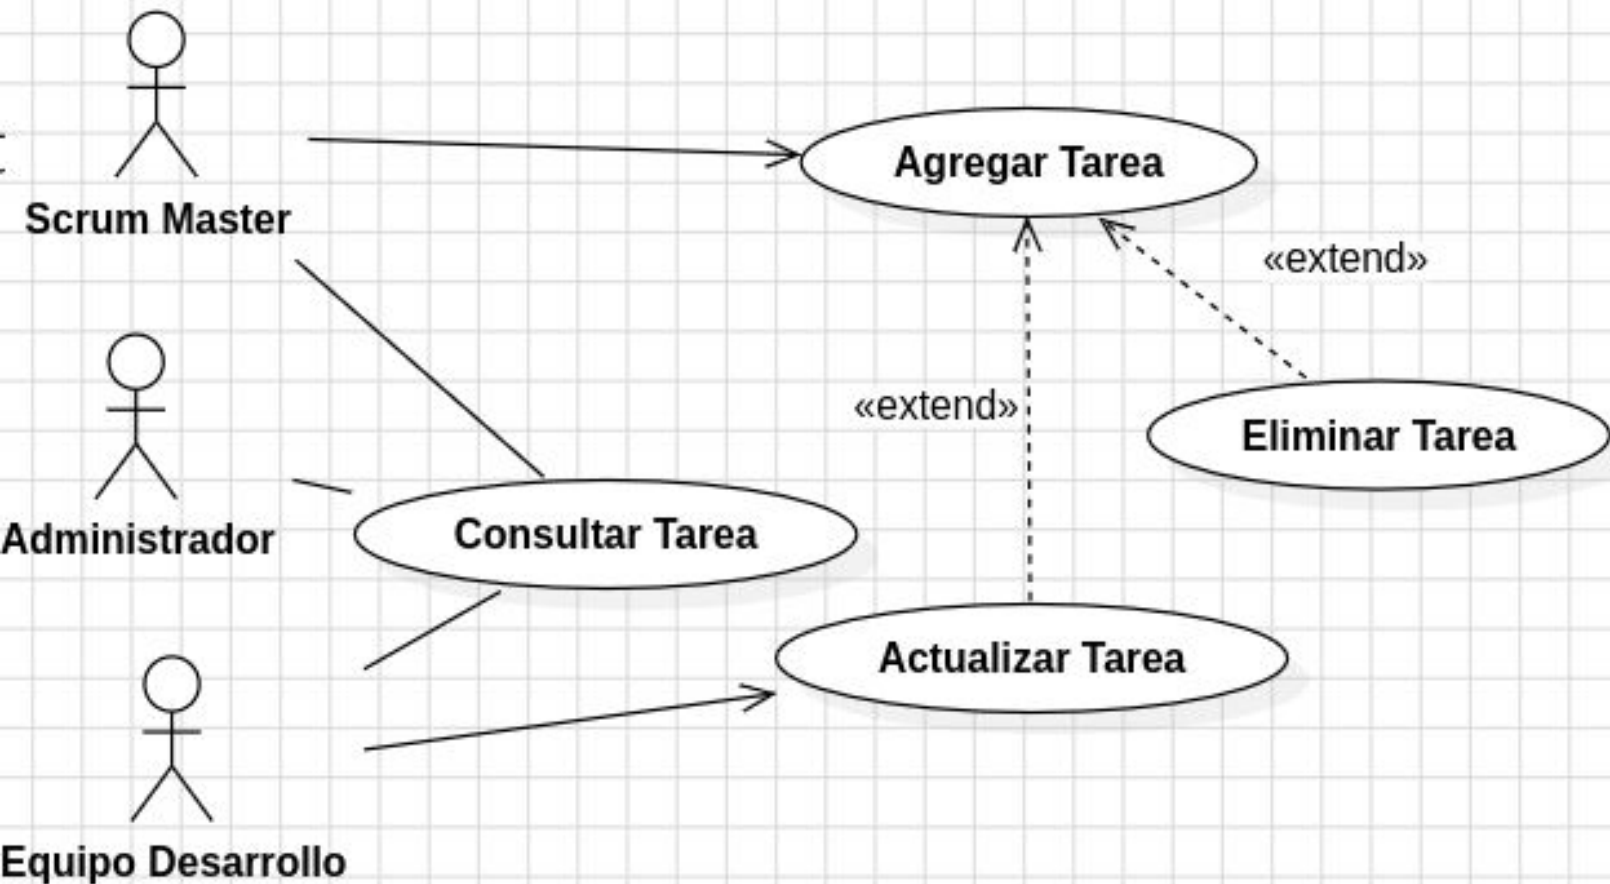 Scrum Master
Agregar Tarea
«extend»
Administrador
«extend»
Eliminar Tarea
Consultar Tarea
Actualizar Tarea
Equipo Desarrollo